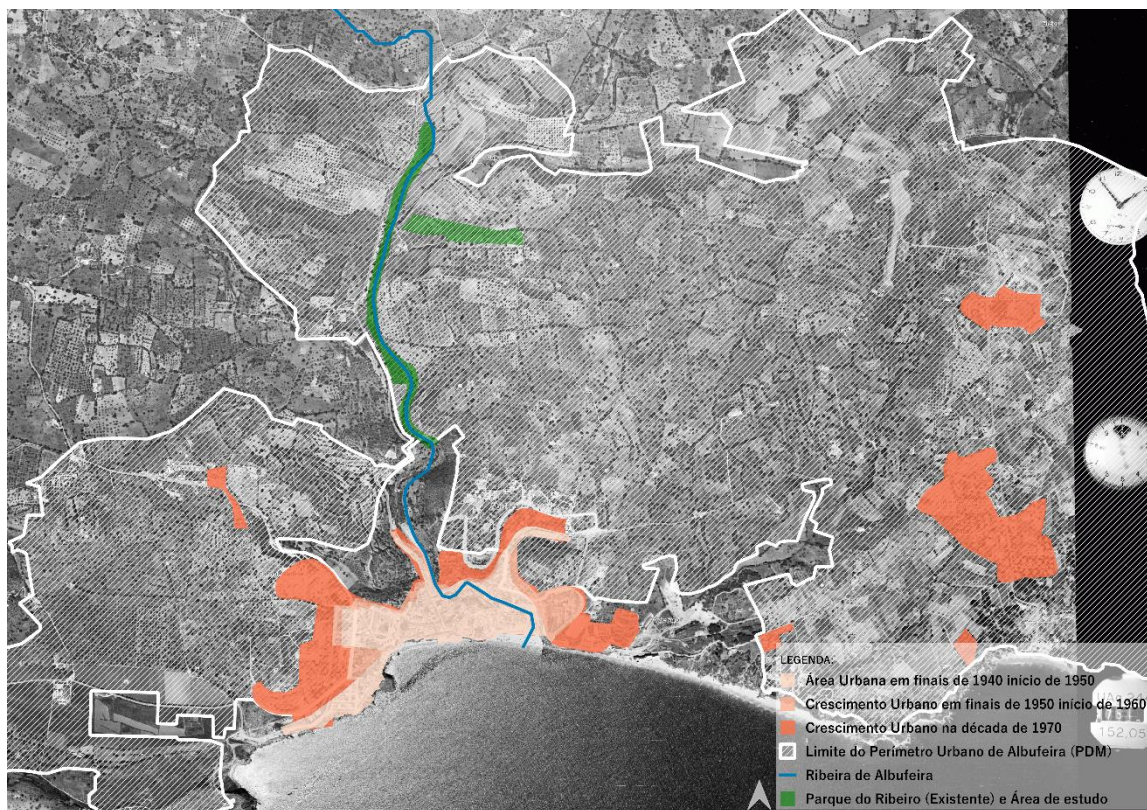 LEGENDA:
Área Urbana em finais de 1940 início de 1950
Crescimento Urbano em finais de 1950 início de 1960
Crescimento Urbano na década de 1970
Limite do Perímetro Urbano de Albufeira (PDM)
Ribeira de Albufeira
Parque do Ribeiro (Existente) e Área de estudo
152.05